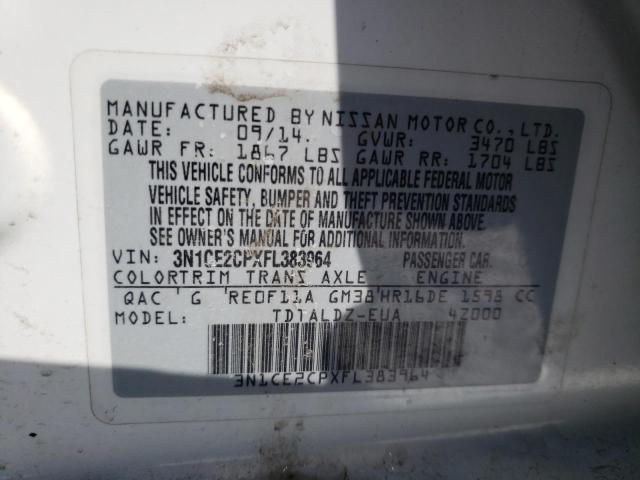 MANUFACTURED BY NISSAN MOTOR CO., LTD.
DATE: 09/14. GVWR: 3470 LBS
GAWR FR: 1867 LBS GAWR RR: 1704 LBS
THIS VEHICLE CONFORMS TO ALL APPLICABLE FEDERAL MOTOR
VEHICLE SAFETY, BUMPER AND THEFT PREVENTION STANDARDS
IN EFFECT ON THE DATE OF MANUFACTURE SHOWN ABOVE.
SEE OWNER'S MANUAL FOR ADDITIONAL INFORMATION.
VIN: 3N1CE2CPXFL383964 PASSENGER CAR.
COLOR TRIM TRANS AXLE ENGINE
QAC 'G 'RE0F11A GM38'HR16DE 1598 CC
MODEL: TDTALDZ-EUA 4Z000
3N1CE2CPXFL383964